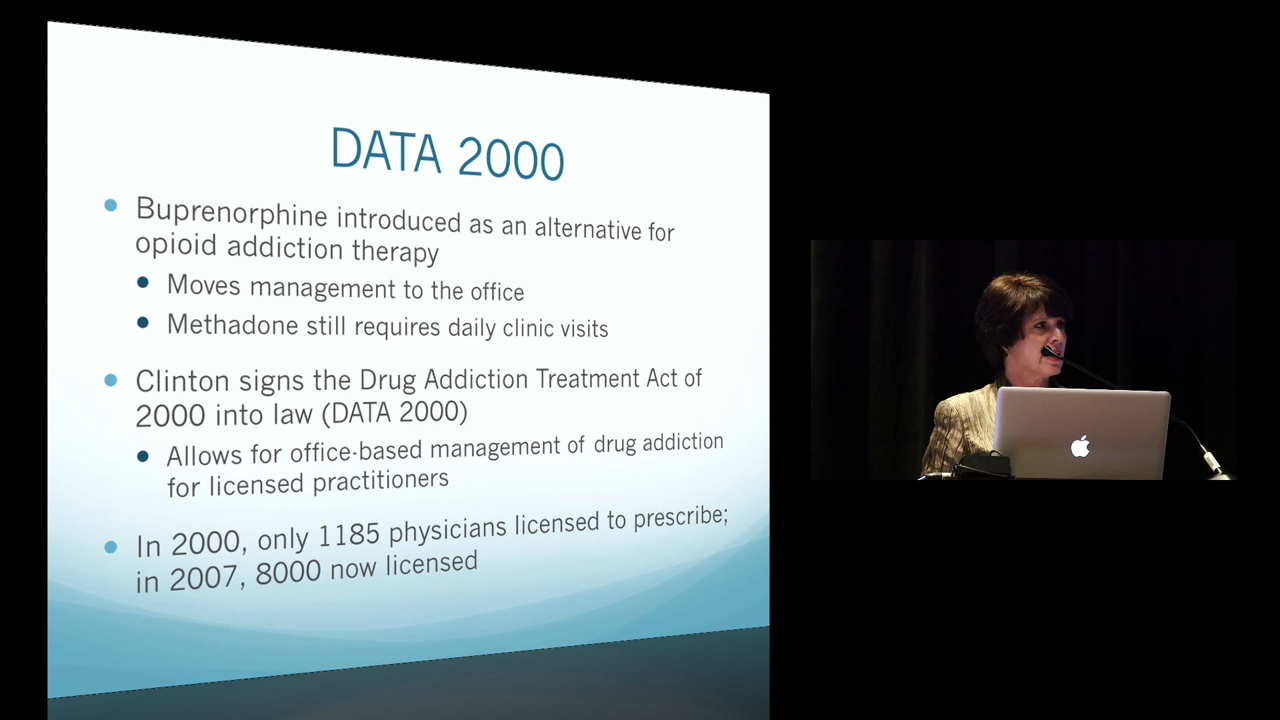 DATA 2000
Buprenorphine introduced as an alternative for
opioid addiction therapy
Moves management to the office
Methadone still requires daily clinic visits
Clinton signs the Drug Addiction Treatment Act of
2000 into law (DATA 2000)
Allows for office-based management of drug addiction
for licensed practitioners
In 2000, only 1185 physicians licensed to prescribe;
in 2007, 8000 now licensed